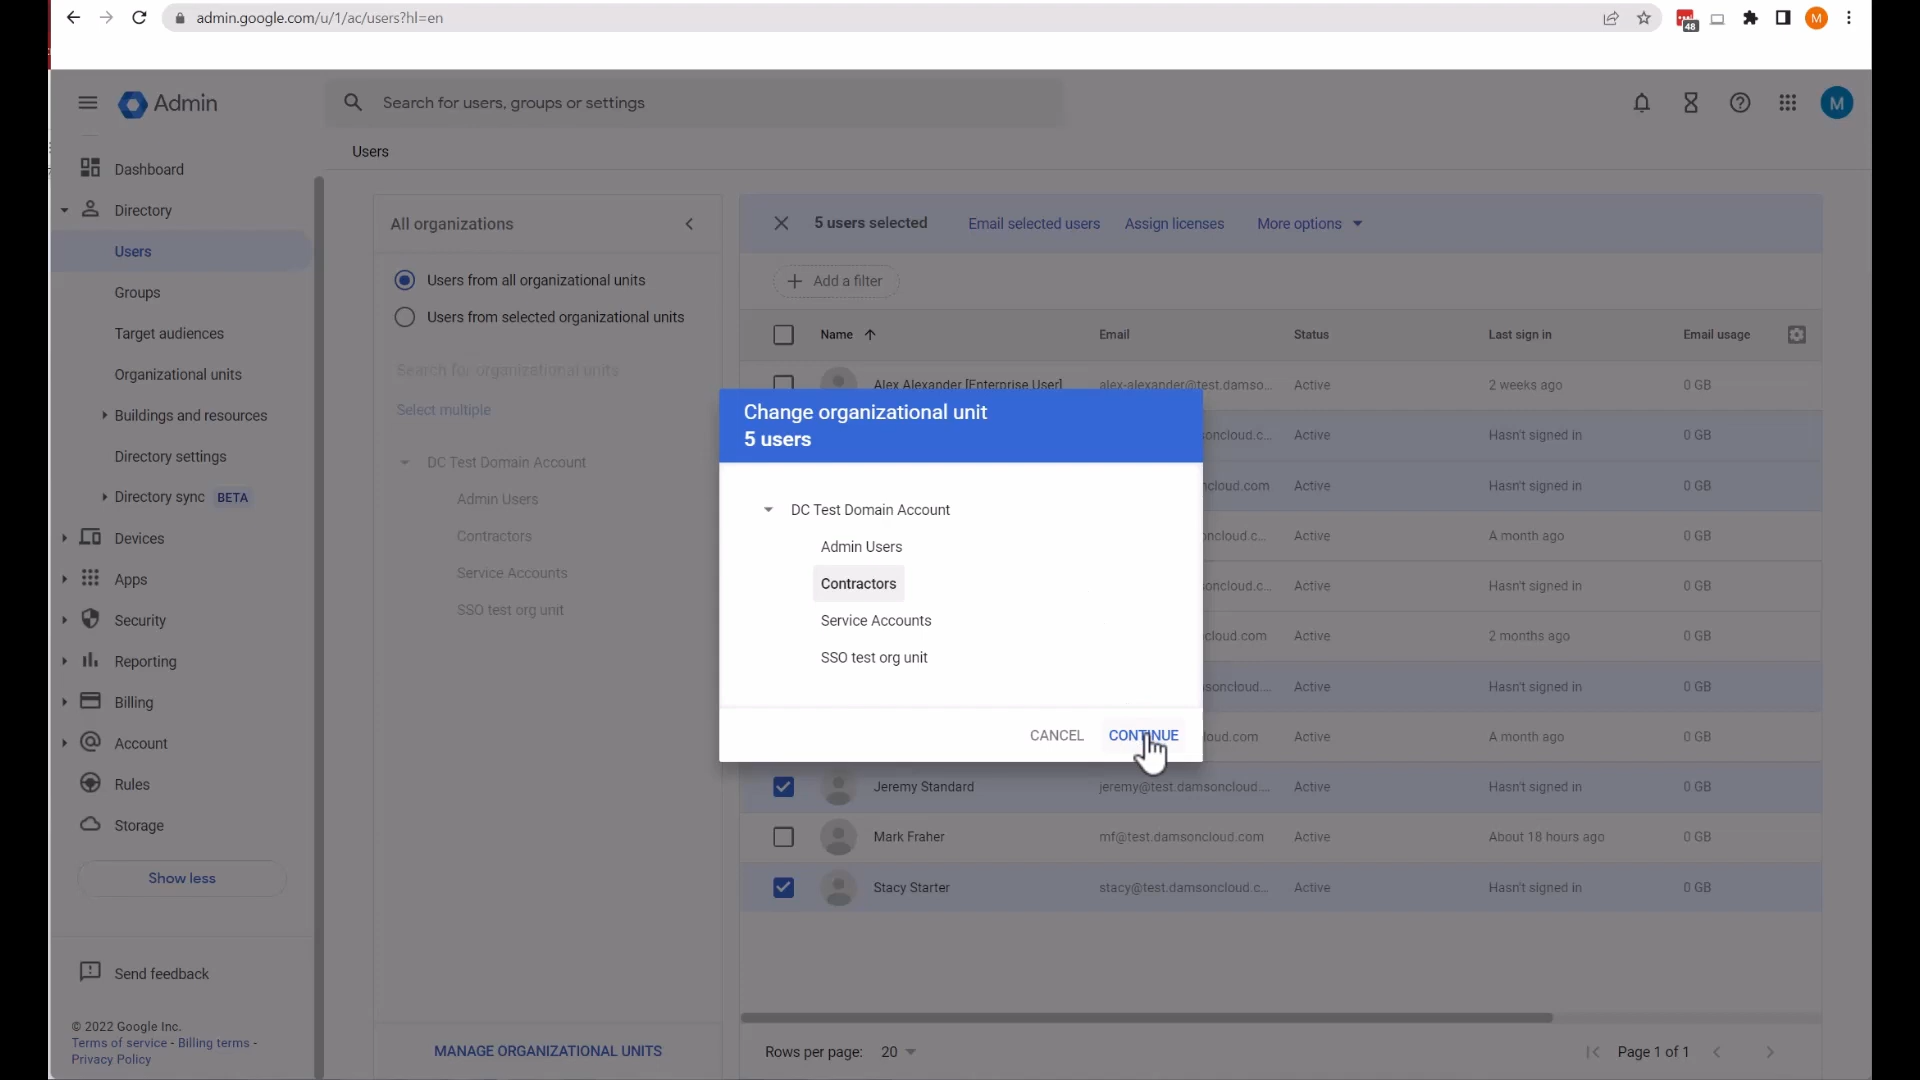 admin.google.com/u/1/ac/users?hl=en
48
M
Admin
Search for users, groups or settings
M
Users
Dashboard
Directory
Users
Groups
Target audiences
Organizational units
Buildings and resources
Directory settings
Directory sync BETA
Devices
Apps
Security
Reporting
Billing
Account
Rules
Storage
Show less
Send feedback
© 2022 Google Inc.
Terms of service - Billing terms -
Privacy Policy
All organizations
Users from all organizational units
Users from selected organizational units
Search for organizational units
Select multiple
DC Test Domain Account
Admin Users
Contractors
Service Accounts
SSO test org unit
MANAGE ORGANIZATIONAL UNITS
5 users selected Email selected users Assign licenses More options
Add a filter
Name Email Status Last sign in Email usage
Alex Alexander [Enterprise User] alex-alexander@test.damso... Active 2 weeks ago 0 GB
oncloud.c... Active Hasn't signed in 0 GB
ncloud.com Active Hasn't signed in 0 GB
oncloud.c... Active A month ago 0 GB
oncloud.c... Active Hasn't signed in 0 GB
cloud.com Active 2 months ago 0 GB
soncloud.... Active Hasn't signed in 0 GB
oud.com Active A month ago 0 GB
Jeremy Standard jeremy@test.damsoncloud.... Active Hasn't signed in 0 GB
Mark Fraher mf@test.damsoncloud.com Active About 18 hours ago 0 GB
Stacy Starter stacy@test.damsoncloud.c... Active Hasn't signed in 0 GB
Rows per page: 20 Page 1 of 1
Change organizational unit
5 users
DC Test Domain Account
Admin Users
Contractors
Service Accounts
SSO test org unit
CANCEL CONTINUE